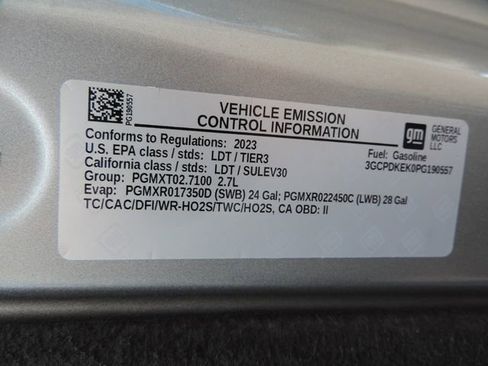 PG190557
VEHICLE EMISSION
CONTROL INFORMATION
gm
GENERAL
MOTORS
LLC
Conforms to Regulations: 2023
U.S. EPA class / stds: LDT / TIER3
California class / stds: LDT / SULEV30
Group: PGMXT02.7100 2.7L
Evap: PGMXR017350D (SWB) 24 Gal; PGMXR022450C (LWB) 28 Gal
TC/CAC/DFI/WR-HO2S/TWC/HO2S, CA OBD: II
Fuel: Gasoline
3GCPDKEK0PG190557